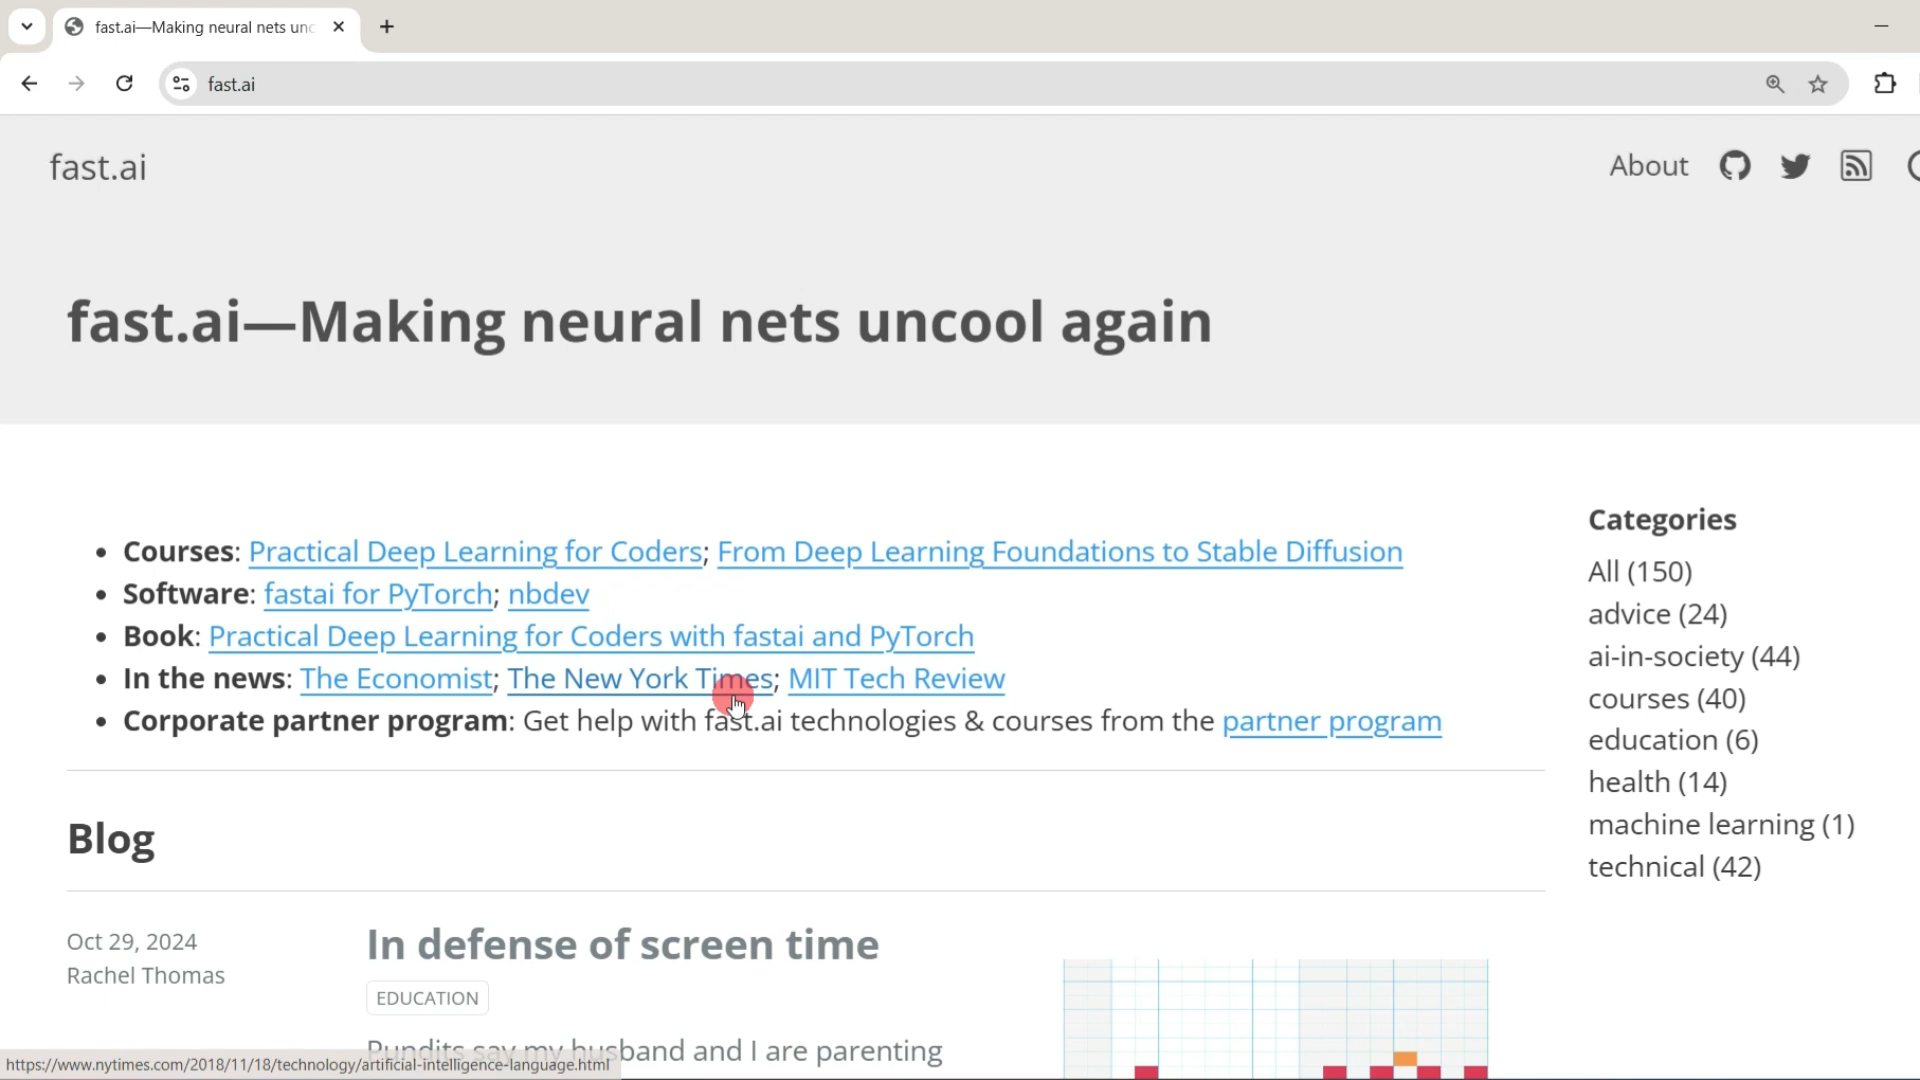 fast.ai—Making neural nets unc
fast.ai
fast.ai
About
fast.ai—Making neural nets uncool again
Courses: Practical Deep Learning for Coders; From Deep Learning Foundations to Stable Diffusion
Software: fastai for PyTorch; nbdev
Book: Practical Deep Learning for Coders with fastai and PyTorch
In the news: The Economist; The New York Times; MIT Tech Review
Corporate partner program: Get help with fast.ai technologies & courses from the partner program
Categories
All (150)
advice (24)
ai-in-society (44)
courses (40)
education (6)
health (14)
machine learning (1)
technical (42)
Blog
Oct 29, 2024
Rachel Thomas
In defense of screen time
EDUCATION
Pundits say my husband and I are parenting
https://www.nytimes.com/2018/11/18/technology/artificial-intelligence-language.html